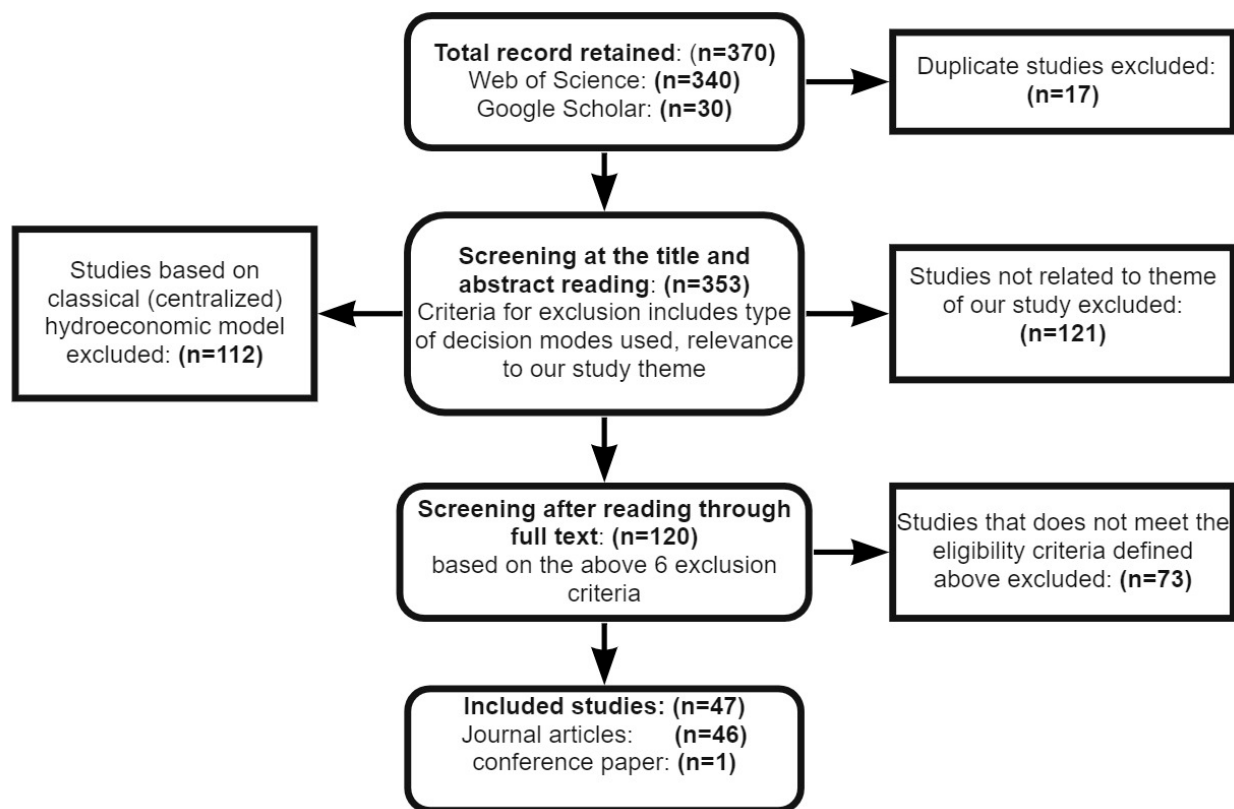 Total record retained: (n=370)
Web of Science: (n=340)
Google Scholar: (n=30)
Duplicate studies excluded:
(n=17)
Studies based on
classical (centralized)
hydroeconomic model
excluded: (n=112)
Screening at the title and
abstract reading: (n=353)
Criteria for exclusion includes type
of decision modes used, relevance
to our study theme
Studies not related to theme
of our study excluded:
(n=121)
Screening after reading through
full text: (n=120)
based on the above 6 exclusion
criteria
Studies that does not meet the
eligibility criteria defined
above excluded: (n=73)
Included studies: (n=47)
Journal articles: (n=46)
conference paper: (n=1)